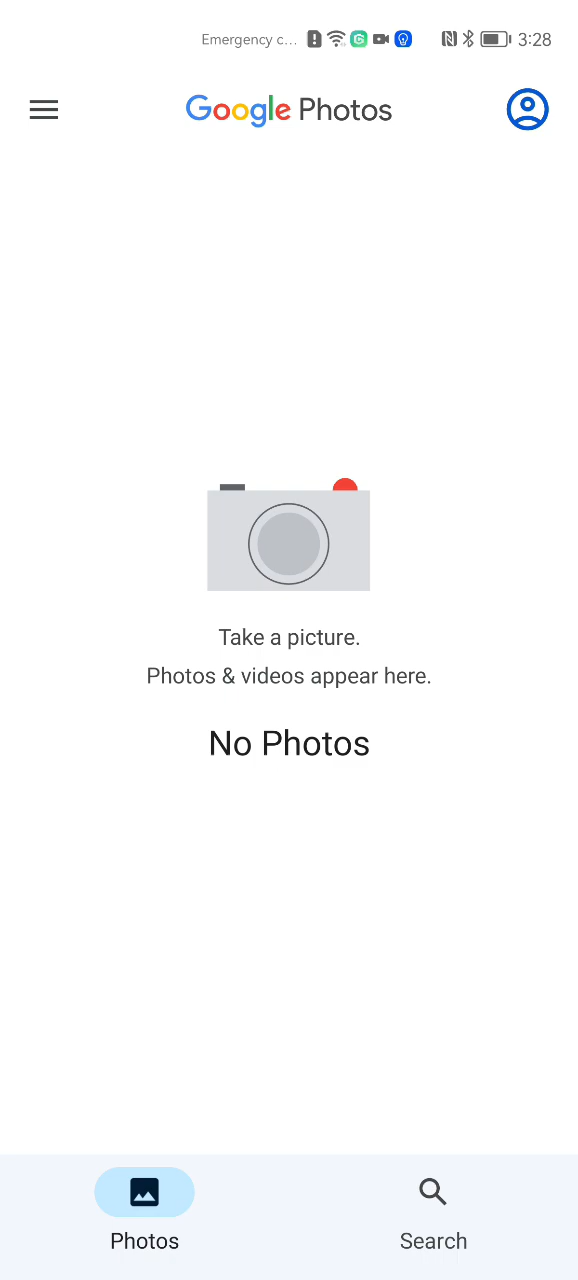 Emergency c... 3:28
Google Photos
Take a picture.
Photos & videos appear here.
No Photos
Photos Search